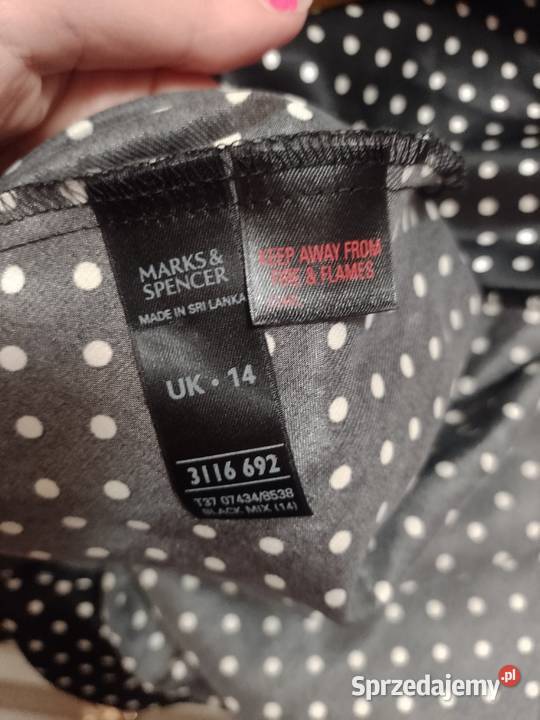 MARKS &
SPENCER
MADE IN SRI LANKA
UK • 14
3116 692
T37 07434/8538
BLACK MIX (14)
KEEP AWAY FROM
FIRE & FLAMES
Sprzedajemy.pl